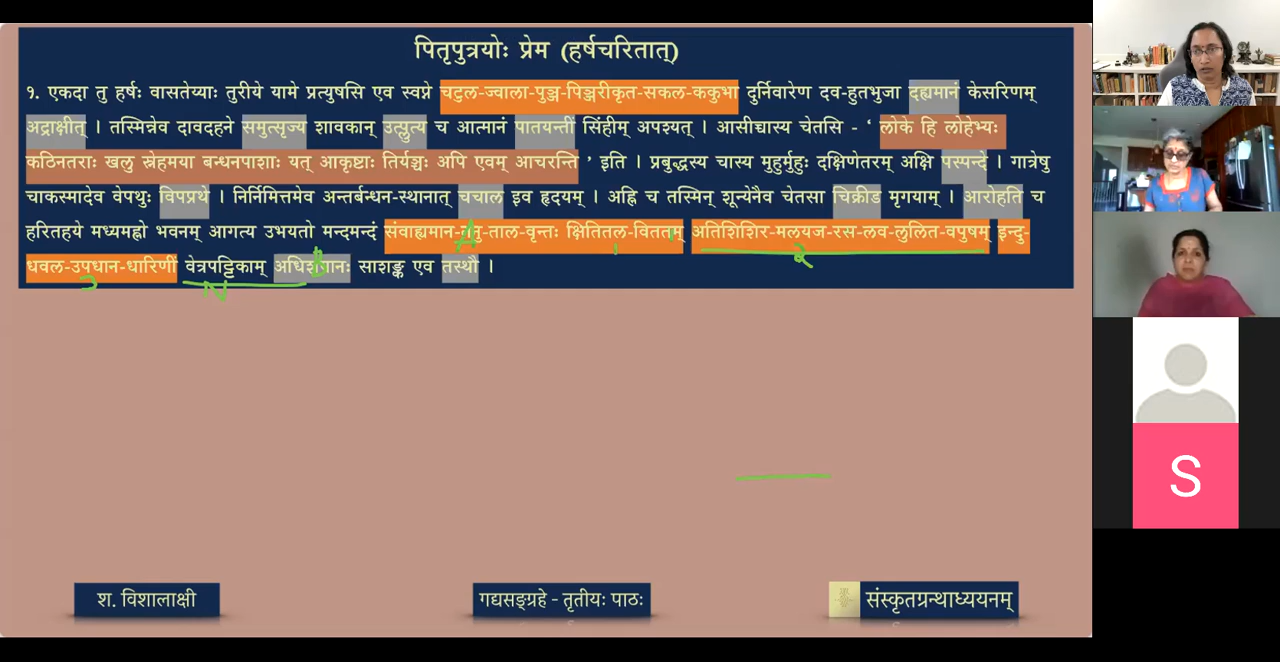 पितृपुत्रयोः प्रेम (हर्षचरितात्)
१. एकदा तु हर्षः वासतेय्याः तुरीये यामे प्रत्युषसि एव स्वप्ने चटुल-ज्वाला-पुञ्ज-पिञ्जरीकृत-सकल-ककुभा दुर्निवारेण दव-हुतभुजा दह्यमानं केसरिणम्
अद्राक्षीत् । तस्मिन्नेव दावदहने समुत्सृज्य शावकान् उत्प्लुत्य च आत्मानं पातयन्तीं सिंहीम् अपश्यत् । आसीच्चास्य चेतसि - ‘ लोके हि लोहेभ्यः
कठिनतराः खलु स्नेहमया बन्धनपाशाः यत् आकृष्टाः तिर्यञ्चः अपि एवम् आचरन्ति ’ इति । प्रबुद्धस्य चास्य मुहुर्मुहुः दक्षिणेतरम् अक्षि पस्पन्दे । गात्रेषु
चाकस्मादेव वेपथुः विपप्रथे । निर्निमित्तमेव अन्तर्बन्धन-स्थानात् चचाल इव हृदयम् । अह्नि च तस्मिन् शून्येनैव चेतसा चिक्रीड मृगयाम् । आरोहति च
हरितहये मध्यमह्नो भवनम् आगत्य उभयतो मन्दमन्दं संवाह्यमान-तनु-ताल-वृन्तः क्षितितल-वितताम् अतिशिशिर-मलयज-रस-लव-लुलित-वपुषम् इन्दु-
धवल-उपधान-धारिणीं वेत्रपट्टिकाम् अधिशयानः साशङ्क एव तस्थौ ।
श. विशालाक्षी
गद्यसङ्ग्रहे - तृतीयः पाठः
संस्कृतग्रन्थाध्ययनम्
S